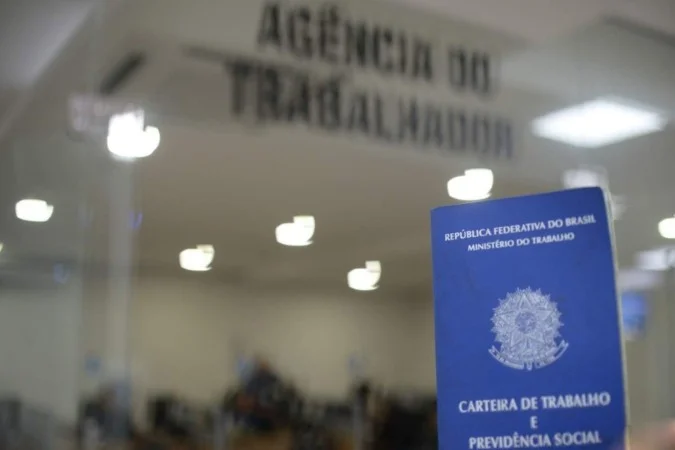 AGÊNCIA DO
TRABALHADOR
REPÚBLICA FEDERATIVA DO BRASIL
MINISTÉRIO DO TRABALHO
CARTEIRA DE TRABALHO
E
PREVIDÊNCIA SOCIAL